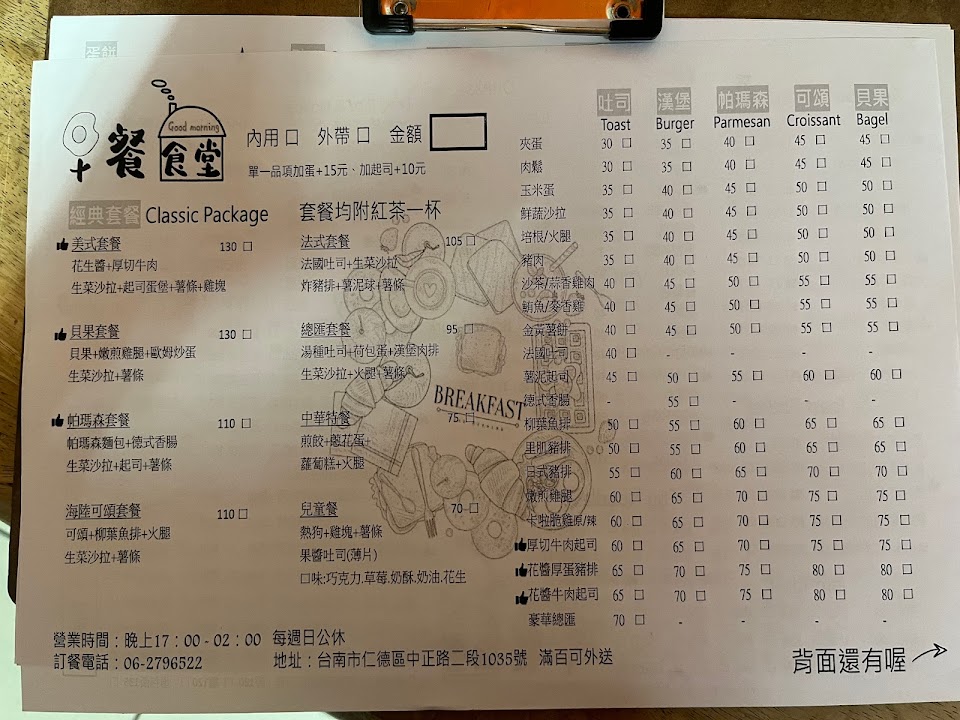 蛋餅
Good morning
餐食堂
內用 □ 外帶 □ 金額
單一品項加蛋+15元、加起司+10元
經典套餐 Classic Package 套餐均附紅茶一杯
美式套餐 130 □
花生醬+厚切牛肉
生菜沙拉+起司蛋堡+薯條+雞塊
貝果套餐 130 □
貝果+嫩煎雞腿+歐姆炒蛋
生菜沙拉+薯條
帕瑪森套餐 110 □
帕瑪森麵包+德式香腸
生菜沙拉+起司+薯條
海陸可頌套餐 110 □
可頌+柳葉魚排+火腿
生菜沙拉+薯條
法式套餐 105 □
法國吐司+生菜沙拉
炸豬排+薯泥球+薯條
總匯套餐 95 □
湯種吐司+荷包蛋+漢堡肉排
生菜沙拉+火腿+薯條
中華特餐 75 □
煎餃+蔥花蛋+
蘿蔔糕+火腿
兒童餐 70 □
熱狗+雞塊+薯條
果醬吐司(薄片)
口味:巧克力.草莓.奶酥.奶油.花生
BREAKFAST
吐司 漢堡 帕瑪森 可頌 貝果
Toast Burger Parmesan Croissant Bagel
夾蛋 30 □ 35 □ 40 □ 45 □ 45 □
肉鬆 30 □ 35 □ 40 □ 45 □ 45 □
玉米蛋 35 □ 40 □ 45 □ 50 □ 50 □
鮮蔬沙拉 35 □ 40 □ 45 □ 50 □ 50 □
培根/火腿 35 □ 40 □ 45 □ 50 □ 50 □
豬肉 35 □ 40 □ 45 □ 50 □ 50 □
沙茶/蒜香雞肉 40 □ 45 □ 50 □ 55 □ 55 □
鮪魚/麥香雞 40 □ 45 □ 50 □ 55 □ 55 □
金黃薯餅 40 □ 45 □ 50 □ 55 □ 55 □
法國吐司 40 □ - - - -
薯泥起司 45 □ 50 □ 55 □ 60 □ 60 □
德式香腸 - 55 □ - - -
柳葉魚排 50 □ 55 □ 60 □ 65 □ 65 □
里肌豬排 50 □ 55 □ 60 □ 65 □ 65 □
日式豬排 55 □ 60 □ 65 □ 70 □ 70 □
嫩煎雞腿 60 □ 65 □ 70 □ 75 □ 75 □
卡啦脆雞原/辣 60 □ 65 □ 70 □ 75 □ 75 □
厚切牛肉起司 60 □ 65 □ 70 □ 75 □ 75 □
花醬厚蛋豬排 65 □ 70 □ 75 □ 80 □ 80 □
花醬牛肉起司 65 □ 70 □ 75 □ 80 □ 80 □
豪華總匯 70 □ - - - -
營業時間：晚上17：00 - 02：00 每週日公休
訂餐電話：06-2796522 地址：台南市仁德區中正路二段1035號 滿百可外送
背面還有喔